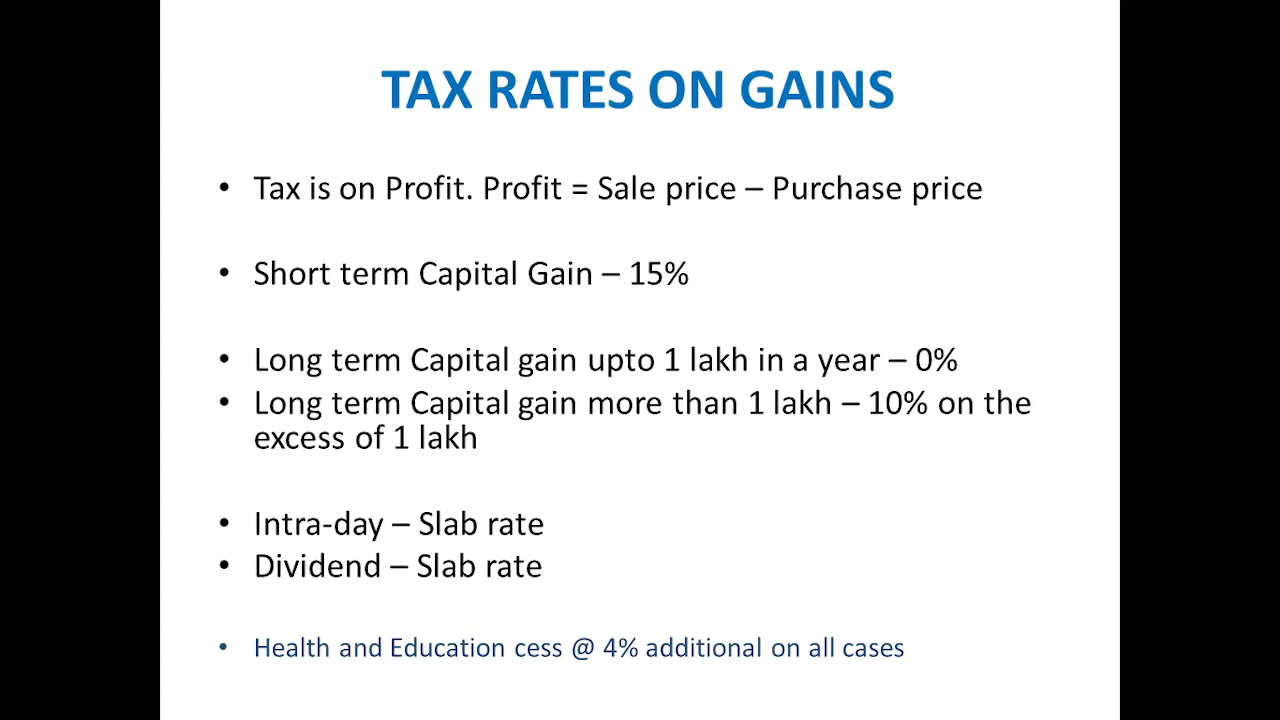 TAX RATES ON GAINS
• Tax is on Profit. Profit = Sale price – Purchase price
• Short term Capital Gain – 15%
• Long term Capital gain upto 1 lakh in a year – 0%
• Long term Capital gain more than 1 lakh – 10% on the
excess of 1 lakh
• Intra-day – Slab rate
• Dividend – Slab rate
• Health and Education cess @ 4% additional on all cases